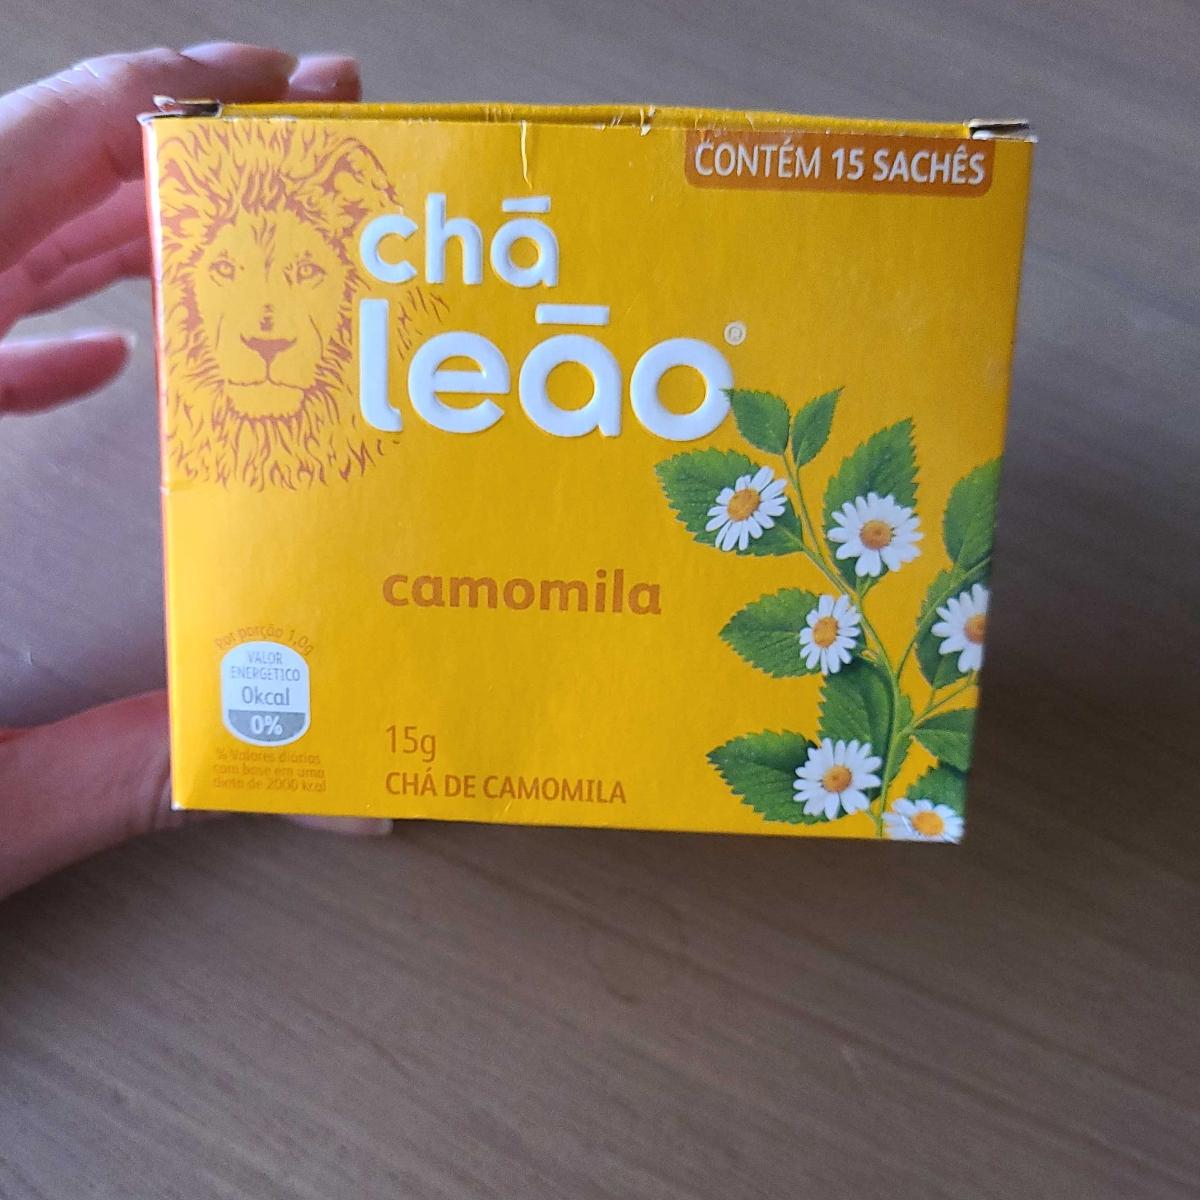 CONTÉM 15 SACHÊS
chá
leão®
camomila
Por porção 1,0g
VALOR
ENERGÉTICO
0kcal
0%
% Valores diários
com base em uma
dieta de 2000 kcal
15g
CHÁ DE CAMOMILA